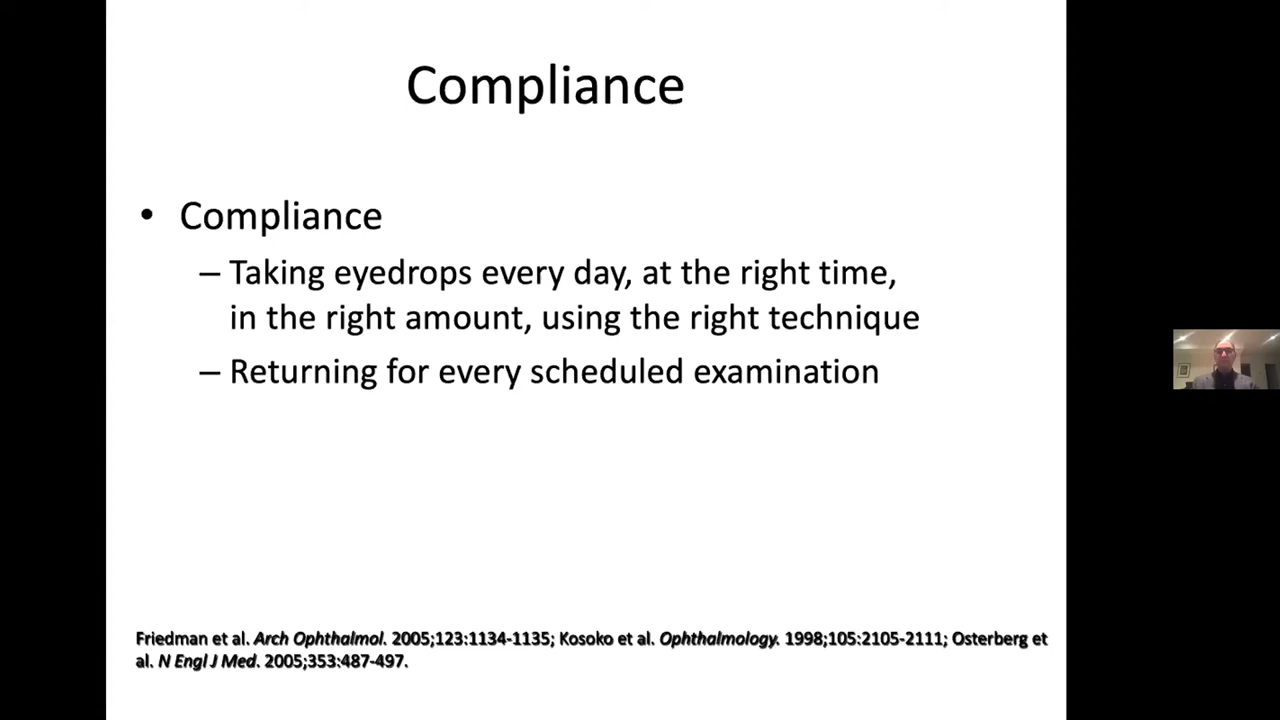 Compliance
• Compliance
– Taking eyedrops every day, at the right time,
in the right amount, using the right technique
– Returning for every scheduled examination
Friedman et al. Arch Ophthalmol. 2005;123:1134-1135; Kosoko et al. Ophthalmology. 1998;105:2105-2111; Osterberg et
al. N Engl J Med. 2005;353:487-497.